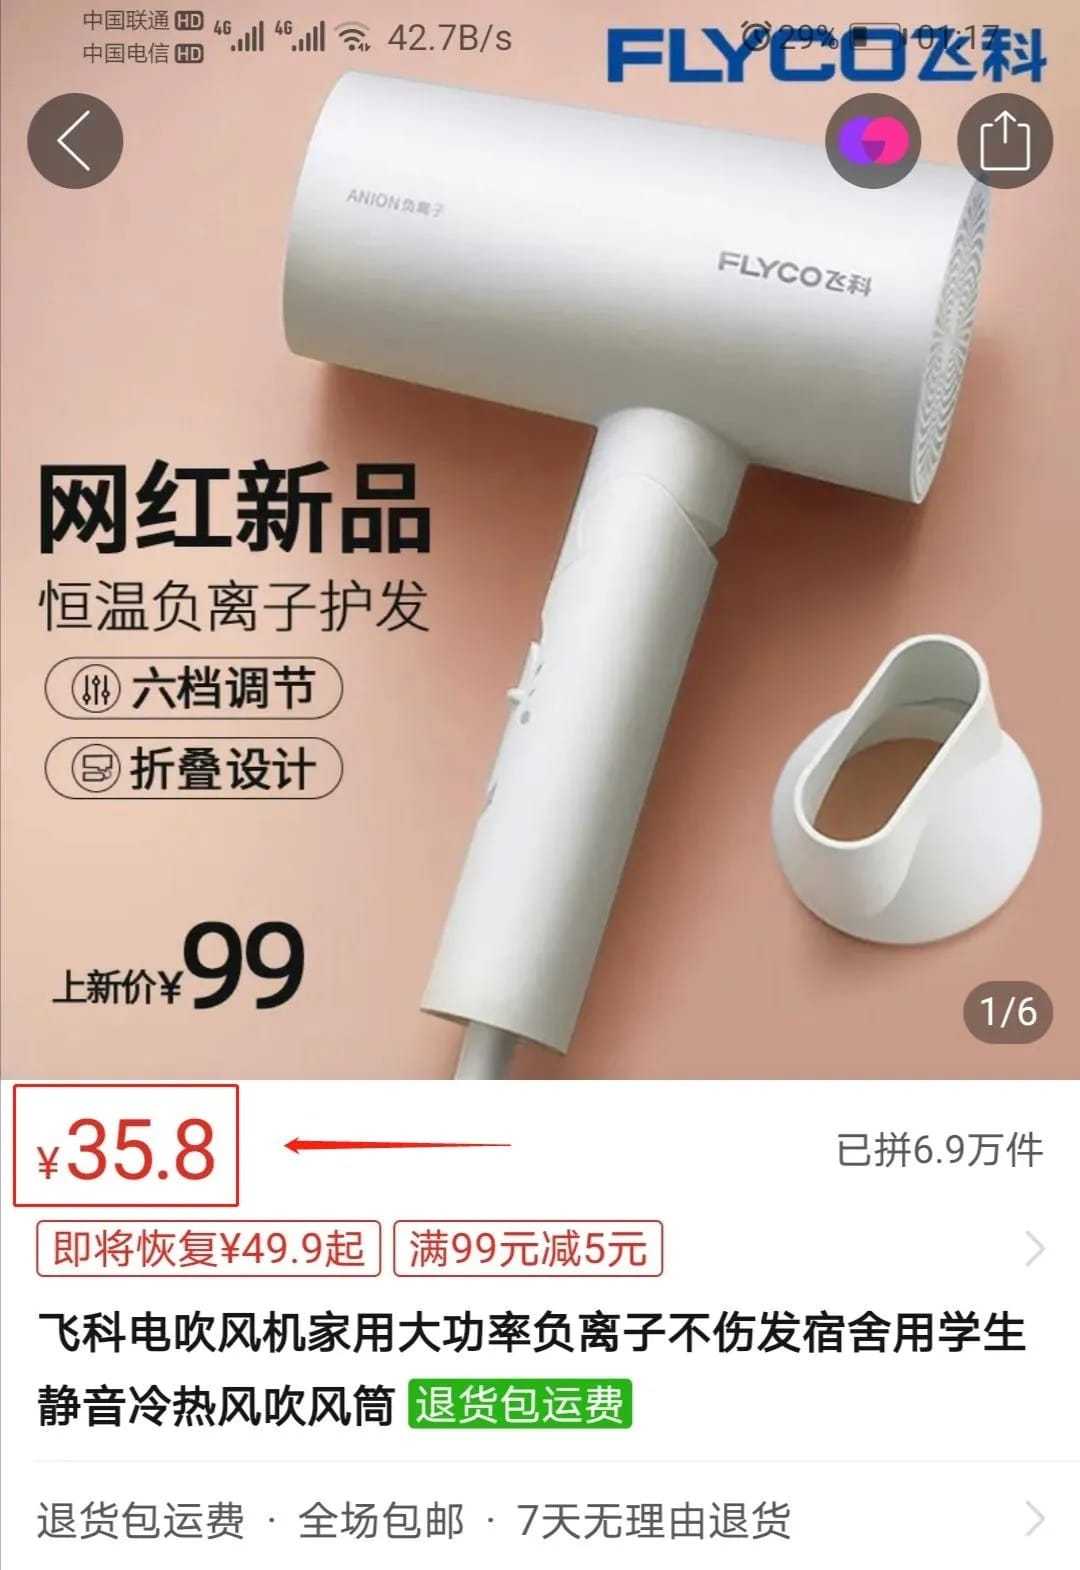 中国联通 HD 4G 4G 42.7B/s 29% 01:17
中国电信 HD
FLYCO飞科
ANION负离子
FLYCO飞科
网红新品
恒温负离子护发
六档调节
折叠设计
上新价¥99
1/6
¥35.8
已拼6.9万件
即将恢复¥49.9起 满99元减5元
飞科电吹风机家用大功率负离子不伤发宿舍用学生
静音冷热风吹风筒 退货包运费
退货包运费 · 全场包邮 · 7天无理由退货